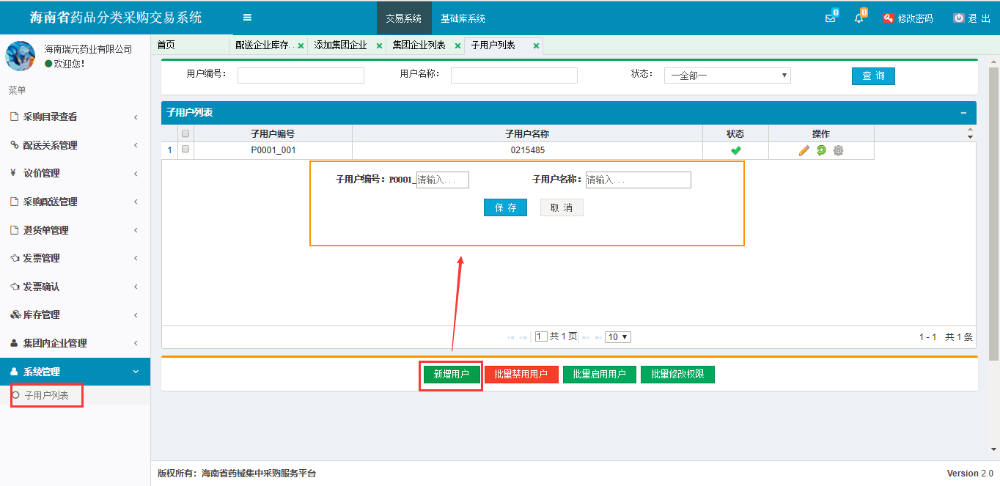 海南省药品分类采购交易系统
交易系统
基础库系统
0
0
修改密码
退 出
海南瑞元药业有限公司
欢迎您!
菜单
采购目录查看
配送关系管理
¥ 议价管理
采购配送管理
退货单管理
发票管理
发票确认
库存管理
集团内企业管理
系统管理
子用户列表
首页
配送企业库存..
添加集团企业
集团企业列表
子用户列表
用户编号:
用户名称:
状态:
—全部—
查 询
子用户列表
子用户编号 子用户名称 状态 操作
1 P0001_001 0215485
子用户编号:P0001_ 请输入...
子用户名称: 请输入...
保 存
取 消
1 共 1 页
10
1 - 1 共 1 条
新增用户
批量禁用用户
批量启用用户
批量修改权限
版权所有: 海南省药械集中采购服务平台
Version 2.0